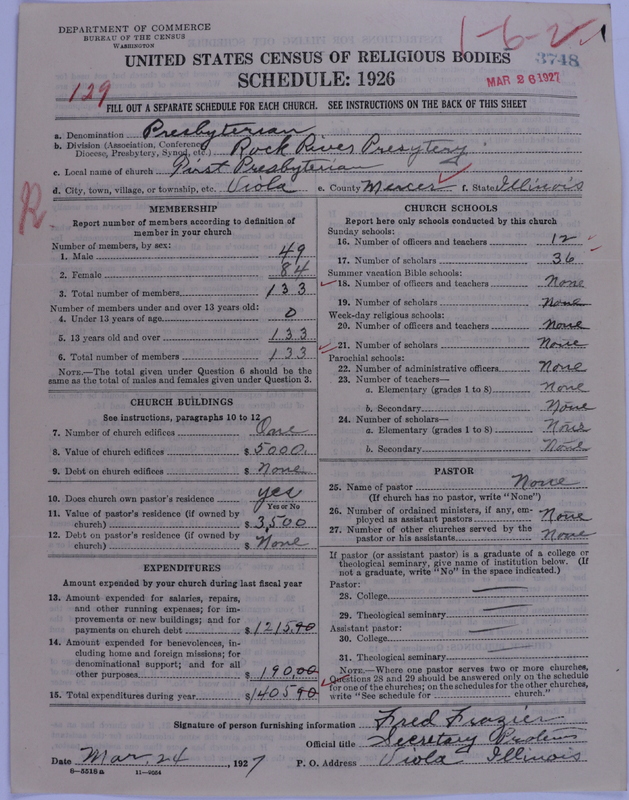 DEPARTMENT OF COMMERCE
BUREAU OF THE CENSUS
WASHINGTON
1-6-2
3748
UNITED STATES CENSUS OF RELIGIOUS BODIES
SCHEDULE: 1926
MAR 26 1927
129
FILL OUT A SEPARATE SCHEDULE FOR EACH CHURCH. SEE INSTRUCTIONS ON THE BACK OF THIS SHEET
a. Denomination Presbyterian
b. Division (Association, Conference, Diocese, Presbytery, Synod, etc.) Rock River Presbytery
c. Local name of church First Presbyterian
d. City, town, village, or township, etc. Viola e. County Mercer f. State Illinois
R
MEMBERSHIP
Report number of members according to definition of
member in your church
Number of members, by sex:
1. Male 49
2. Female 84
3. Total number of members 133
Number of members under and over 13 years old:
4. Under 13 years of age 0
5. 13 years old and over 133
6. Total number of members 133
NOTE.—The total given under Question 6 should be
same as the total of males and females given under Question 3.
CHURCH BUILDINGS
See instructions, paragraphs 10 to 12
7. Number of church edifices One
8. Value of church edifices $ 5000.
9. Debt on church edifices $ None
10. Does church own pastor's residence yes
Yes or No
11. Value of pastor's residence (if owned by
church) $ 3,500
12. Debt on pastor's residence (if owned by
church) $ None
EXPENDITURES
Amount expended by your church during last fiscal year
13. Amount expended for salaries, repairs,
and other running expenses; for im-
provements or new buildings; and for
payments on church debt $ 1215.90
14. Amount expended for benevolences, in-
cluding home and foreign missions; for
denominational support; and for all
other purposes $ 190.00
15. Total expenditures during year $ 1405.90
CHURCH SCHOOLS
Report here only schools conducted by this church
Sunday schools:
16. Number of officers and teachers 12
17. Number of scholars 36
Summer vacation Bible schools:
18. Number of officers and teachers None
19. Number of scholars None
Week-day religious schools:
20. Number of officers and teachers None
21. Number of scholars None
Parochial schools:
22. Number of administrative officers None
23. Number of teachers—
a. Elementary (grades 1 to 8) None
b. Secondary None
24. Number of scholars—
a. Elementary (grades 1 to 8) None
b. Secondary None
PASTOR
25. Name of pastor None
(If church has no pastor, write "None")
26. Number of ordained ministers, if any, em-
ployed as assistant pastors None
27. Number of other churches served by the
pastor or his assistants None
If pastor (or assistant pastor) is a graduate of a college or
theological seminary, give name of institution below. (If
not a graduate, write "No" in the space indicated.)
Pastor:
28. College
29. Theological seminary
Assistant pastor:
30. College
31. Theological seminary
NOTE.—Where one pastor serves two or more churches,
Questions 28 and 29 should be answered only on the schedule
for one of the churches; on the schedules for the other churches,
write "See schedule for church."
Signature of person furnishing information Fred Frazier
Official title Secretary
Date Mar. 24, 1927 P. O. Address Viola Illinois
8-5518a 11-9054